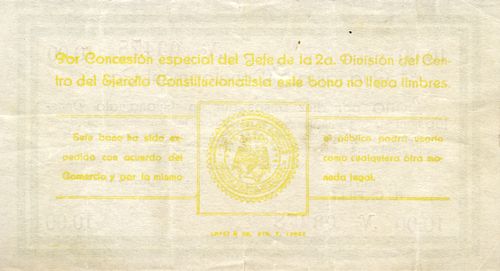 Por Concesión especial del Jefe de la 2a. División del Cen-
tro del Ejercito Constitucionalista este bono no lleva timbres.
Este bono ha sido ex-
pedido con acuerdo del
Comercio y por lo mismo
el público podrá usarlo
como cualquiera otra mo-
neda legal.